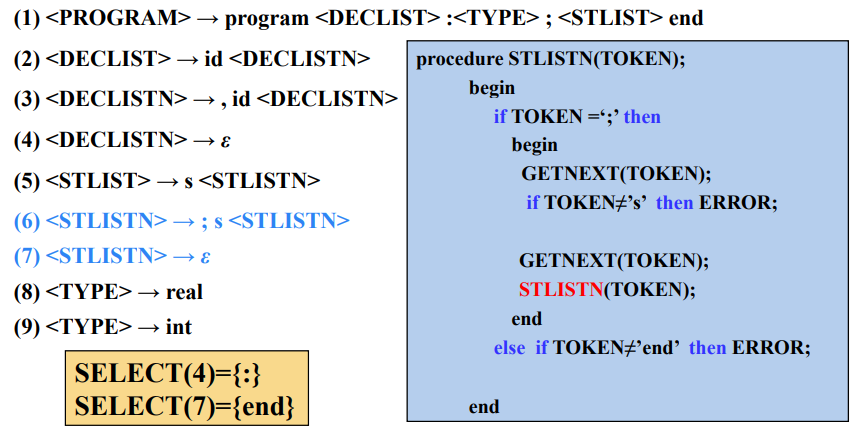 (1) <PROGRAM> → program <DECLIST> :<TYPE> ; <STLIST> end
(2) <DECLIST> → id <DECLISTN>
(3) <DECLISTN> → , id <DECLISTN>
(4) <DECLISTN> → ε
(5) <STLIST> → s <STLISTN>
(6) <STLISTN> → ; s <STLISTN>
(7) <STLISTN> → ε
(8) <TYPE> → real
(9) <TYPE> → int
SELECT(4)={:}
SELECT(7)={end}
procedure STLISTN(TOKEN);
begin
if TOKEN =‘;’ then
begin
GETNEXT(TOKEN);
if TOKEN≠’s’ then ERROR;
GETNEXT(TOKEN);
STLISTN(TOKEN);
end
else if TOKEN≠’end’ then ERROR;
end